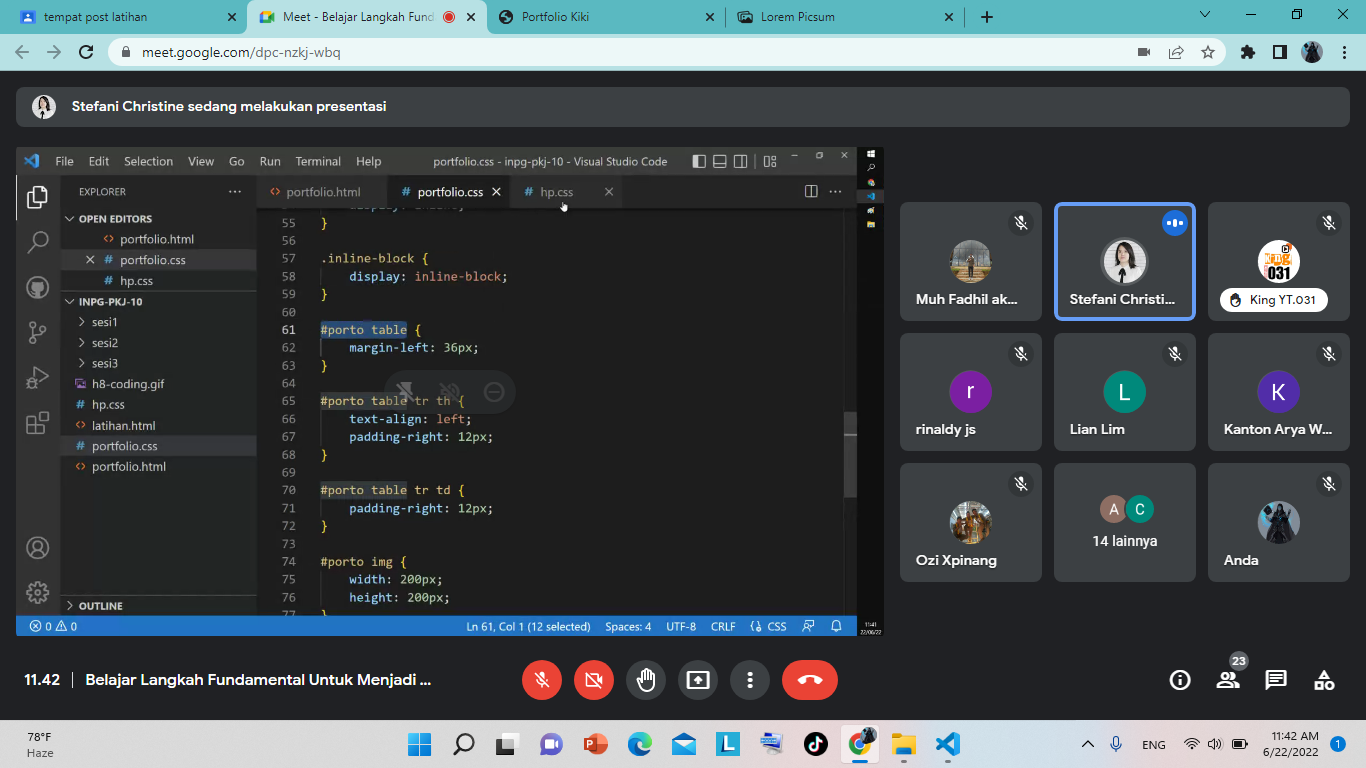 tempat post latihan
Meet - Belajar Langkah Fund
Portfolio Kiki
Lorem Picsum
meet.google.com/dpc-nzkj-wbq
Stefani Christine sedang melakukan presentasi
File Edit Selection View Go Run Terminal Help
portfolio.css - inpg-pkj-10 - Visual Studio Code
EXPLORER
OPEN EDITORS
portfolio.html
portfolio.css
hp.css
INPG-PKJ-10
sesi1
sesi2
sesi3
h8-coding.gif
hp.css
latihan.html
portfolio.css
portfolio.html
OUTLINE
portfolio.html
portfolio.css
hp.css
55 }
56
57 .inline-block {
58 display: inline-block;
59 }
60
61 #porto table {
62 margin-left: 36px;
63 }
64
65 #porto table tr th {
66 text-align: left;
67 padding-right: 12px;
68 }
69
70 #porto table tr td {
71 padding-right: 12px;
72 }
73
74 #porto img {
75 width: 200px;
76 height: 200px;
77 }
0 0
Ln 61, Col 1 (12 selected) Spaces: 4 UTF-8 CRLF CSS
11:41
22/06/22
Muh Fadhil ak...
Stefani Christi...
King YT.031
r
rinaldy js
L
Lian Lim
K
Kanton Arya W...
Ozi Xpinang
A C
14 lainnya
Anda
11.42 | Belajar Langkah Fundamental Untuk Menjadi ...
23
78°F
Haze
ENG
11:42 AM
6/22/2022
1